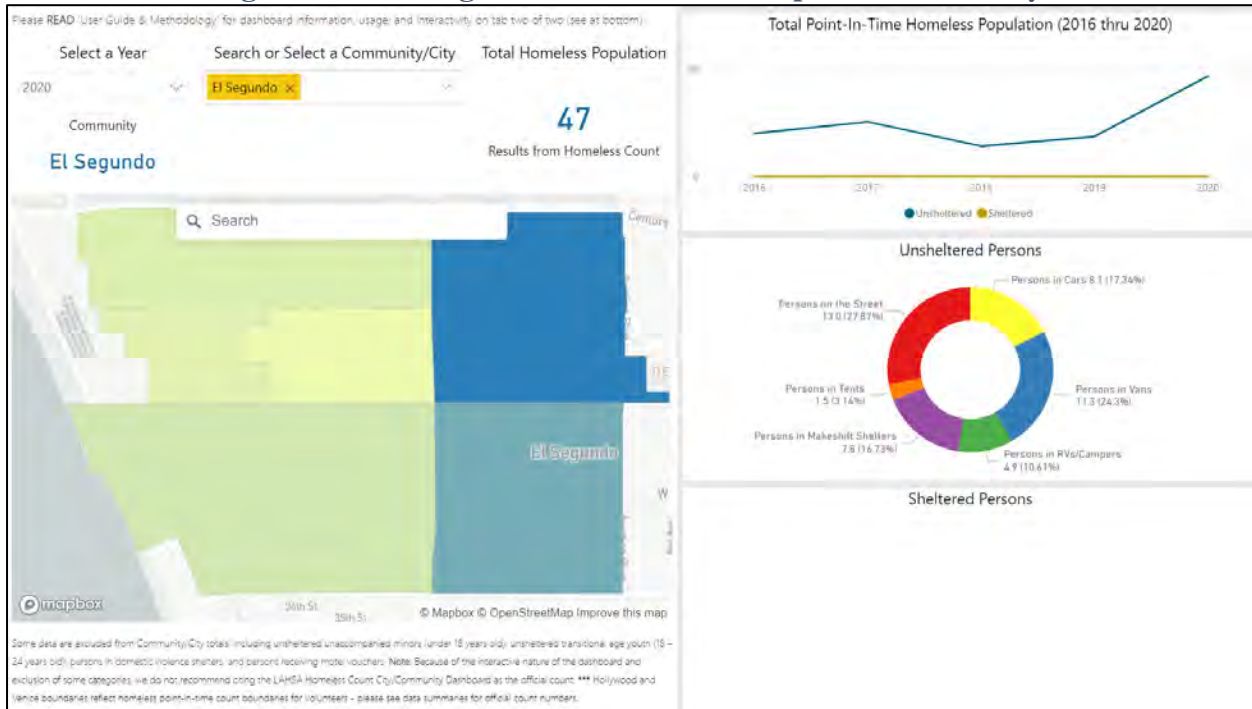 Please READ 'User Guide & Methodology' for dashboard information, usage, and interactivity on tab two of two (see at bottom)
Select a Year
Search or Select a Community/City
Total Homeless Population
2020
El Segundo ×
Community
El Segundo
47
Results from Homeless Count
Search
Century
El Segundo
W
mapbox
36th St
35th St
© Mapbox © OpenStreetMap Improve this map
Some data are excluded from Community/City totals including unsheltered unaccompanied minors (under 18 years old), unsheltered transitional age youth (18 –
24 years old), persons in domestic violence shelters, and persons receiving motel vouchers. Note: Because of the interactive nature of the dashboard and
exclusion of some categories, we do not recommend citing the LAHSA Homeless Count City/Community Dashboard as the official count. *** Hollywood and
Venice boundaries reflect homeless point-in-time count boundaries for volunteers – please see data summaries for official count numbers.
Total Point-In-Time Homeless Population (2016 thru 2020)
0
2016
2017
2018
2019
2020
Unsheltered
Sheltered
Unsheltered Persons
Persons in Cars 8.1 (17.34%)
Persons on the Street
13.0 (27.87%)
Persons in Tents
1.5 (3.14%)
Persons in Vans
11.3 (24.3%)
Persons in Makeshift Shelters
7.8 (16.73%)
Persons in RVs/Campers
4.9 (10.61%)
Sheltered Persons